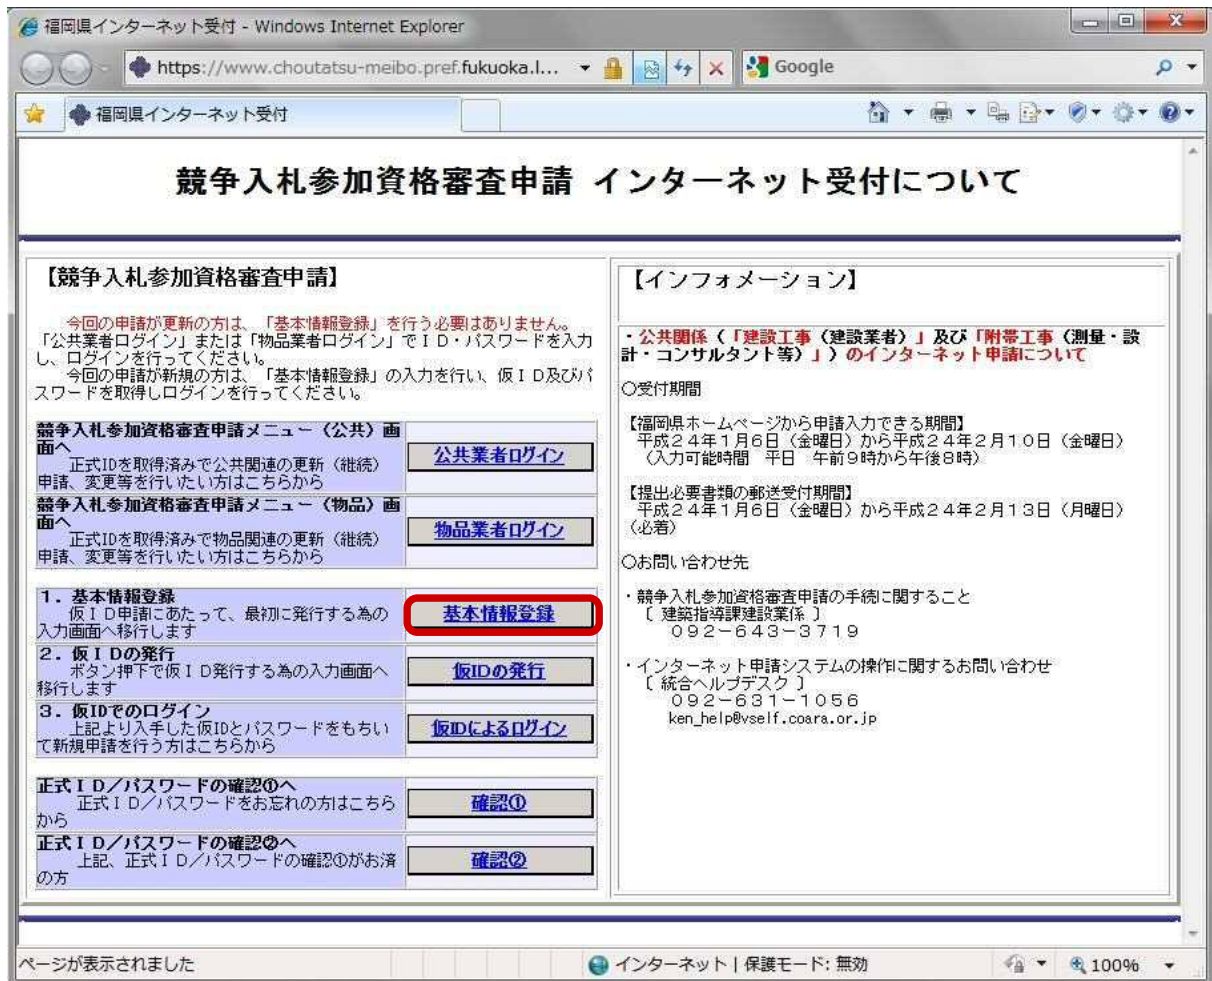 福岡県インターネット受付 - Windows Internet Explorer
https://www.choutatsu-meibo.pref.fukuoka.l...
Google
福岡県インターネット受付
競争入札参加資格審査申請 インターネット受付について
【競争入札参加資格審査申請】
今回の申請が更新の方は、「基本情報登録」を行う必要はありません。
「公共業者ログイン」または「物品業者ログイン」でID・パスワードを入力
し、ログインを行ってください。
今回の申請が新規の方は、「基本情報登録」の入力を行い、仮ID及びパ
スワードを取得しログインを行ってください。
競争入札参加資格審査申請メニュー（公共）画
面へ
正式IDを取得済みで公共関連の更新（継続）
申請、変更等を行いたい方はこちらから
公共業者ログイン
競争入札参加資格審査申請メニュー（物品）画
面へ
正式IDを取得済みで物品関連の更新（継続）
申請、変更等を行いたい方はこちらから
物品業者ログイン
1．基本情報登録
仮ID申請にあたって、最初に発行する為の
入力画面へ移行します
基本情報登録
2．仮IDの発行
ボタン押下で仮ID発行する為の入力画面へ
移行します
仮IDの発行
3．仮IDでのログイン
上記より入手した仮IDとパスワードをもちい
て新規申請を行う方はこちらから
仮IDによるログイン
正式ID／パスワードの確認①へ
正式ID／パスワードをお忘れの方はこちら
から
確認①
正式ID／パスワードの確認②へ
上記、正式ID／パスワードの確認①がお済
の方
確認②
【インフォメーション】
・公共関係（「建設工事（建設業者）」及び「附帯工事（測量・設
計・コンサルタント等）」）のインターネット申請について
○受付期間
【福岡県ホームページから申請入力できる期間】
平成２４年１月６日（金曜日）から平成２４年２月１０日（金曜日）
（入力可能時間　平日　午前９時から午後８時）
【提出必要書類の郵送受付期間】
平成２４年１月６日（金曜日）から平成２４年２月１３日（月曜日）
（必着）
○お問い合わせ先
・競争入札参加資格審査申請の手続に関すること
〔 建築指導課建設業係 〕
０９２－６４３－３７１９
・インターネット申請システムの操作に関するお問い合わせ
〔 統合ヘルプデスク 〕
０９２－６３１－１０５６
ken_help@vself.coara.or.jp
ページが表示されました
インターネット | 保護モード: 無効
100%